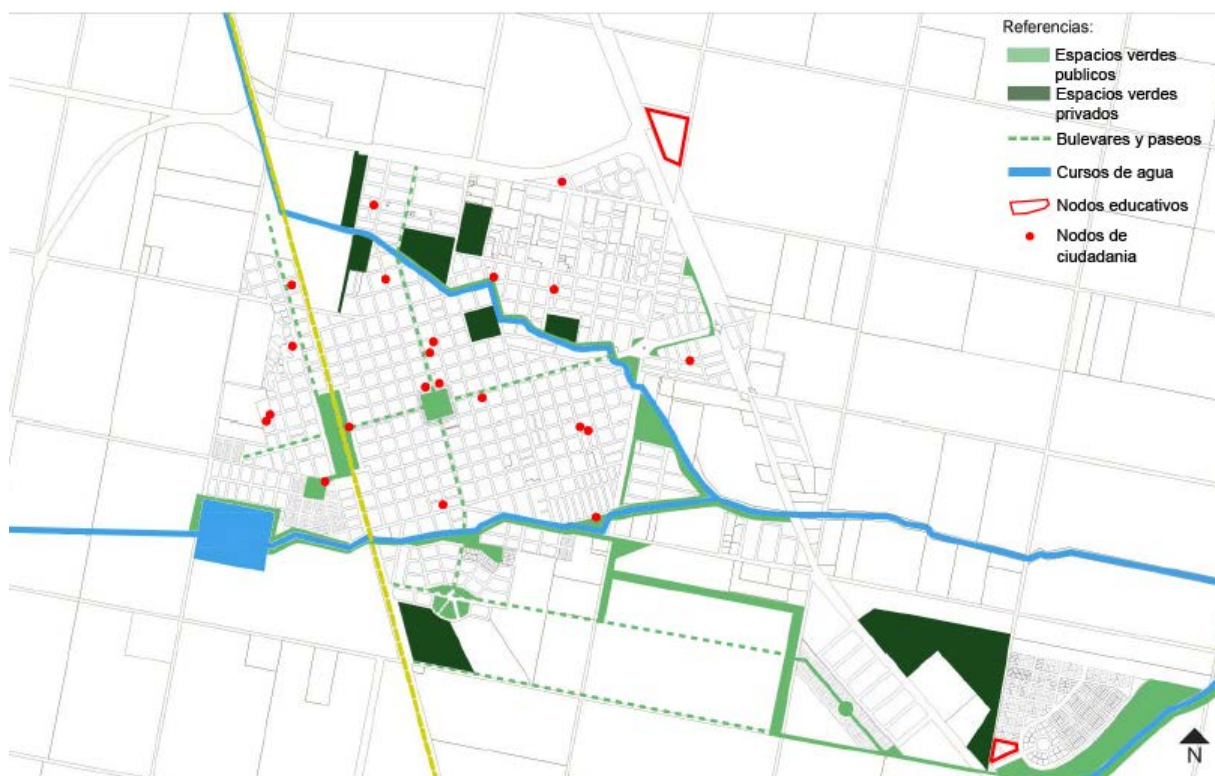 Referencias:
Espacios verdes
publicos
Espacios verdes
privados
Bulevares y paseos
Cursos de agua
Nodos educativos
Nodos de
ciudadania
N